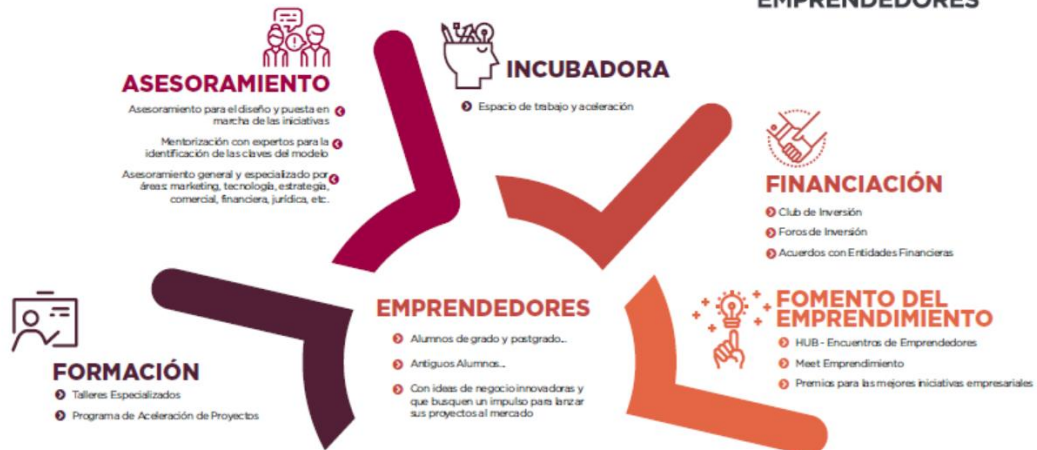 EMPRENDEDORES
ASESORAMIENTO
Asesoramiento para el diseño y puesta en
marcha de las iniciativas
Mentorización con expertos para la
identificación de las claves del modelo
Asesoramiento general y especializado por
áreas: marketing, tecnología, estrategia,
comercial, financiera, jurídica, etc.
INCUBADORA
Espacio de trabajo y aceleración
FINANCIACIÓN
Club de Inversión
Foros de Inversión
Acuerdos con Entidades Financieras
FORMACIÓN
Talleres Especializados
Programa de Aceleración de Proyectos
EMPRENDEDORES
Alumnos de grado y postgrado...
Antiguos Alumnos...
Con ideas de negocio innovadoras y
que busquen un impulso para lanzar
sus proyectos al mercado
FOMENTO DEL
EMPRENDIMIENTO
HUB - Encuentros de Emprendedores
Meet Emprendimiento
Premios para las mejores iniciativas empresariales